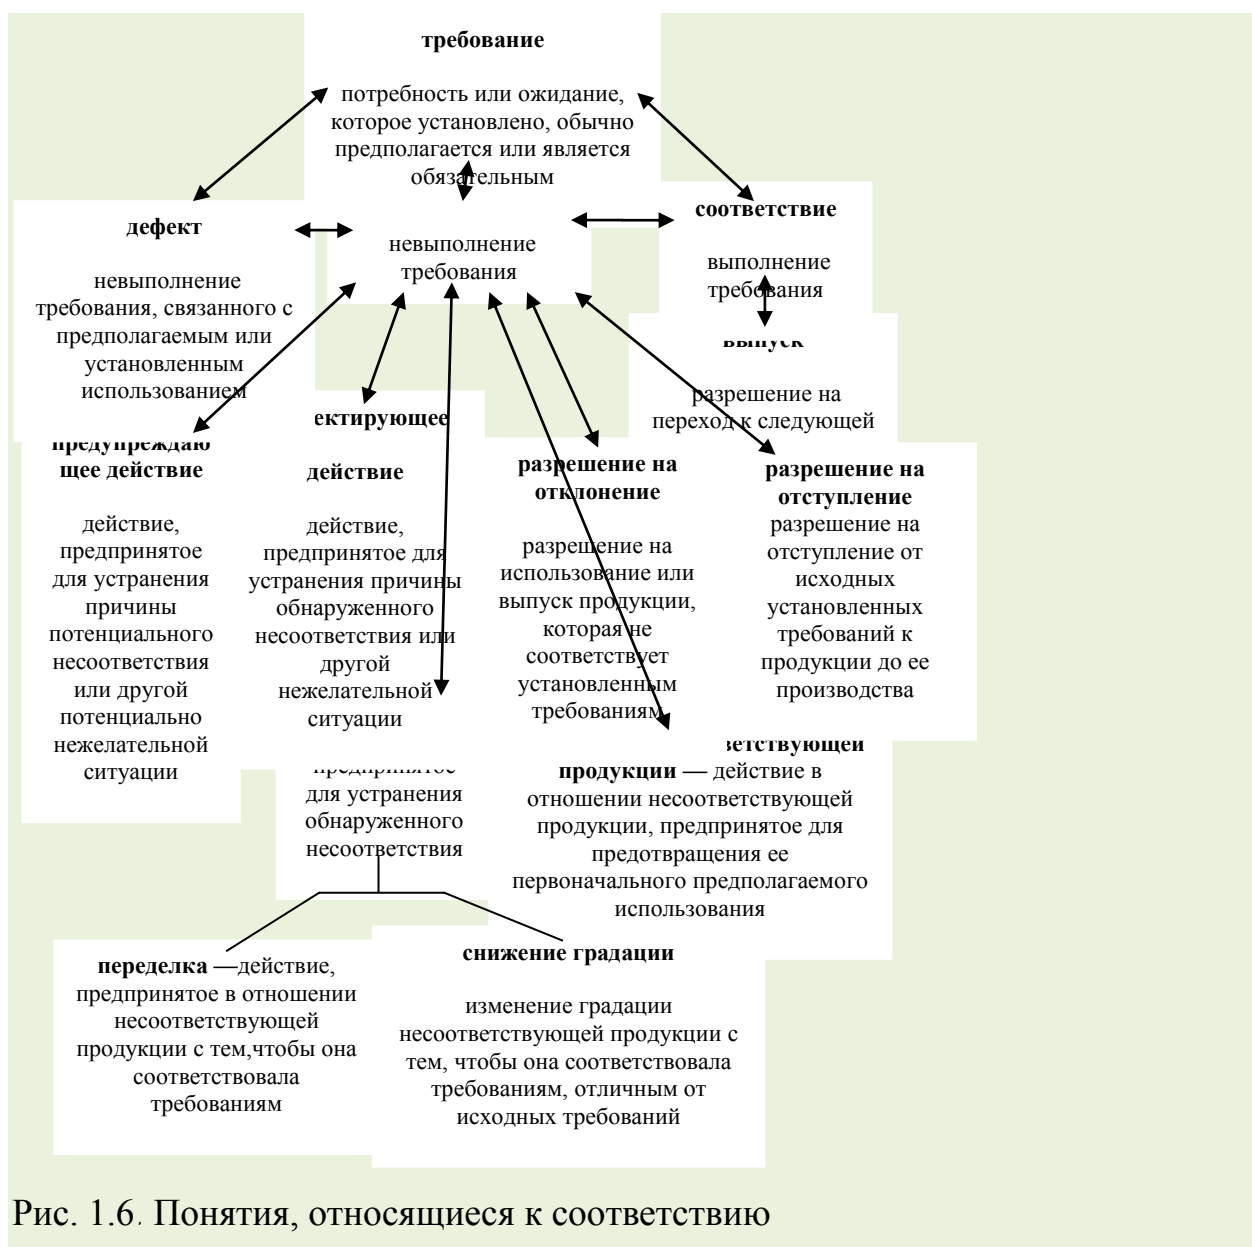 требование
потребность или ожидание,
которое установлено, обычно
предполагается или является
обязательным
дефект
невыполнение
требования, связанного с
предполагаемым или
установленным
использованием
невыполнение
требования
соответствие
выполнение
требования
выпуск
разрешение на
переход к следующей
предупреждаю
щее действие
действие,
предпринятое
для устранения
причины
потенциального
несоответствия
или другой
потенциально
нежелательной
ситуации
ектирующее
действие
действие,
предпринятое для
устранения причины
обнаруженного
несоответствия или
другой
нежелательной
ситуации
разрешение на
отклонение
разрешение на
использование или
выпуск продукции,
которая не
соответствует
установленным
требованиям
разрешение на
отступление
разрешение на
отступление от
исходных
установленных
требований к
продукции до ее
производства
предпринятое
для устранения
обнаруженного
несоответствия
ветствующей
продукции — действие в
отношении несоответствующей
продукции, предпринятое для
предотвращения ее
первоначального предполагаемого
использования
переделка —действие,
предпринятое в отношении
несоответствующей
продукции с тем,чтобы она
соответствовала
требованиям
снижение градации
изменение градации
несоответствующей продукции с
тем, чтобы она соответствовала
требованиям, отличным от
исходных требований
Рис. 1.6. Понятия, относящиеся к соответствию